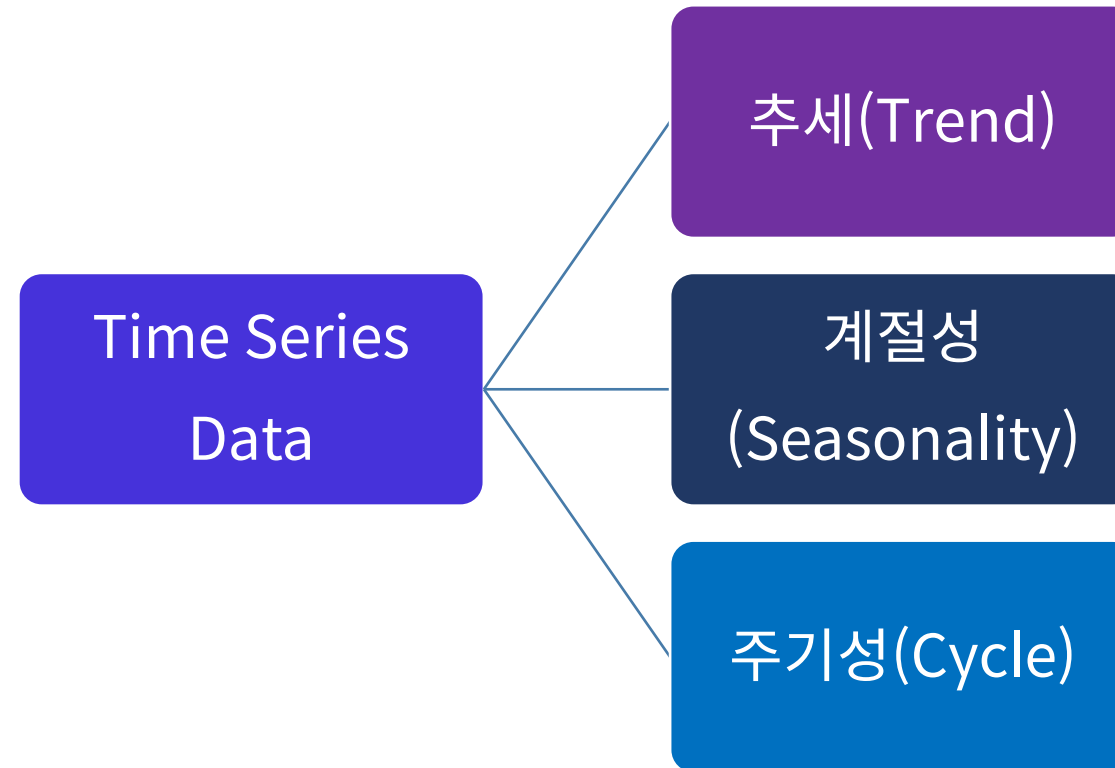 추세(Trend)
Time Series
Data
계절성
(Seasonality)
주기성(Cycle)